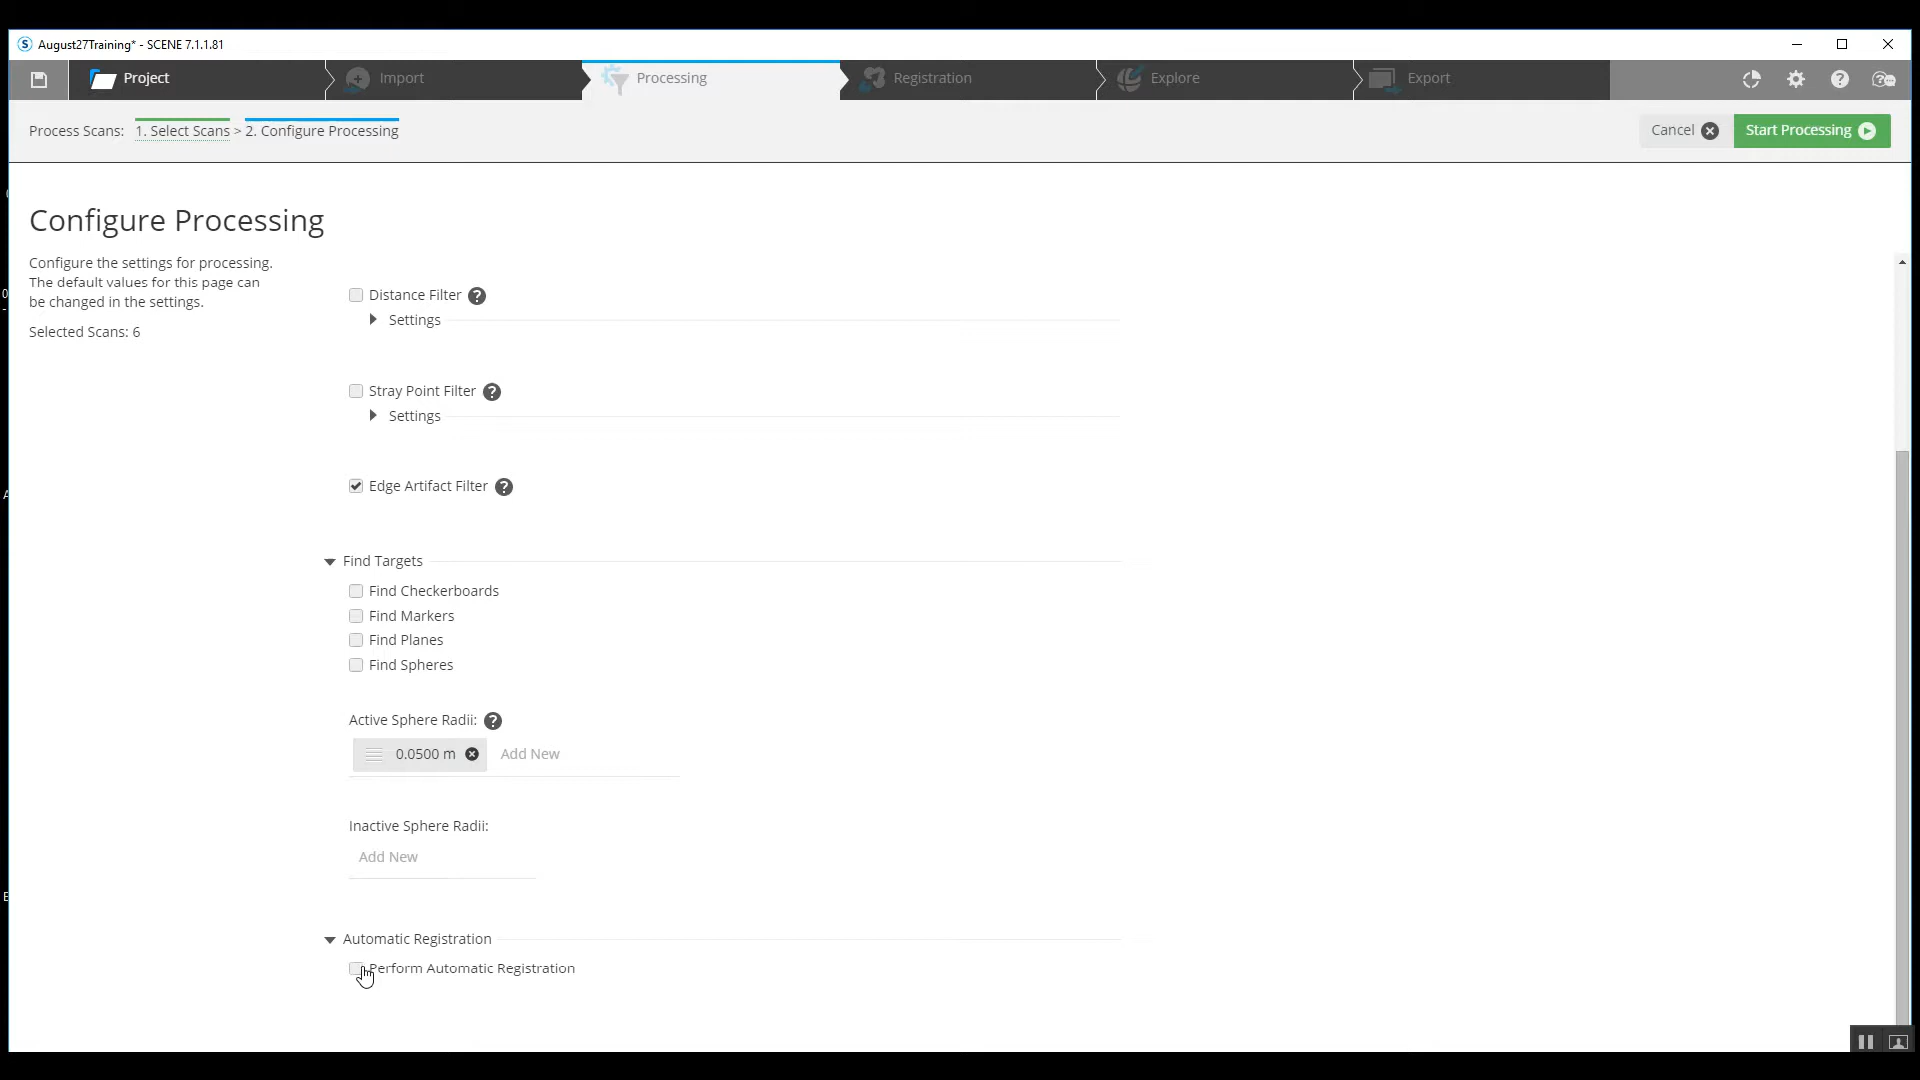 August27Training* - SCENE 7.1.1.81
Project
Import
Processing
Registration
Explore
Export
Process Scans: 1. Select Scans > 2. Configure Processing
Cancel
Start Processing
Configure Processing
Configure the settings for processing.
The default values for this page can
be changed in the settings.
Selected Scans: 6
Distance Filter
Settings
Stray Point Filter
Settings
Edge Artifact Filter
Find Targets
Find Checkerboards
Find Markers
Find Planes
Find Spheres
Active Sphere Radii:
0.0500 m
Add New
Inactive Sphere Radii:
Add New
Automatic Registration
Perform Automatic Registration